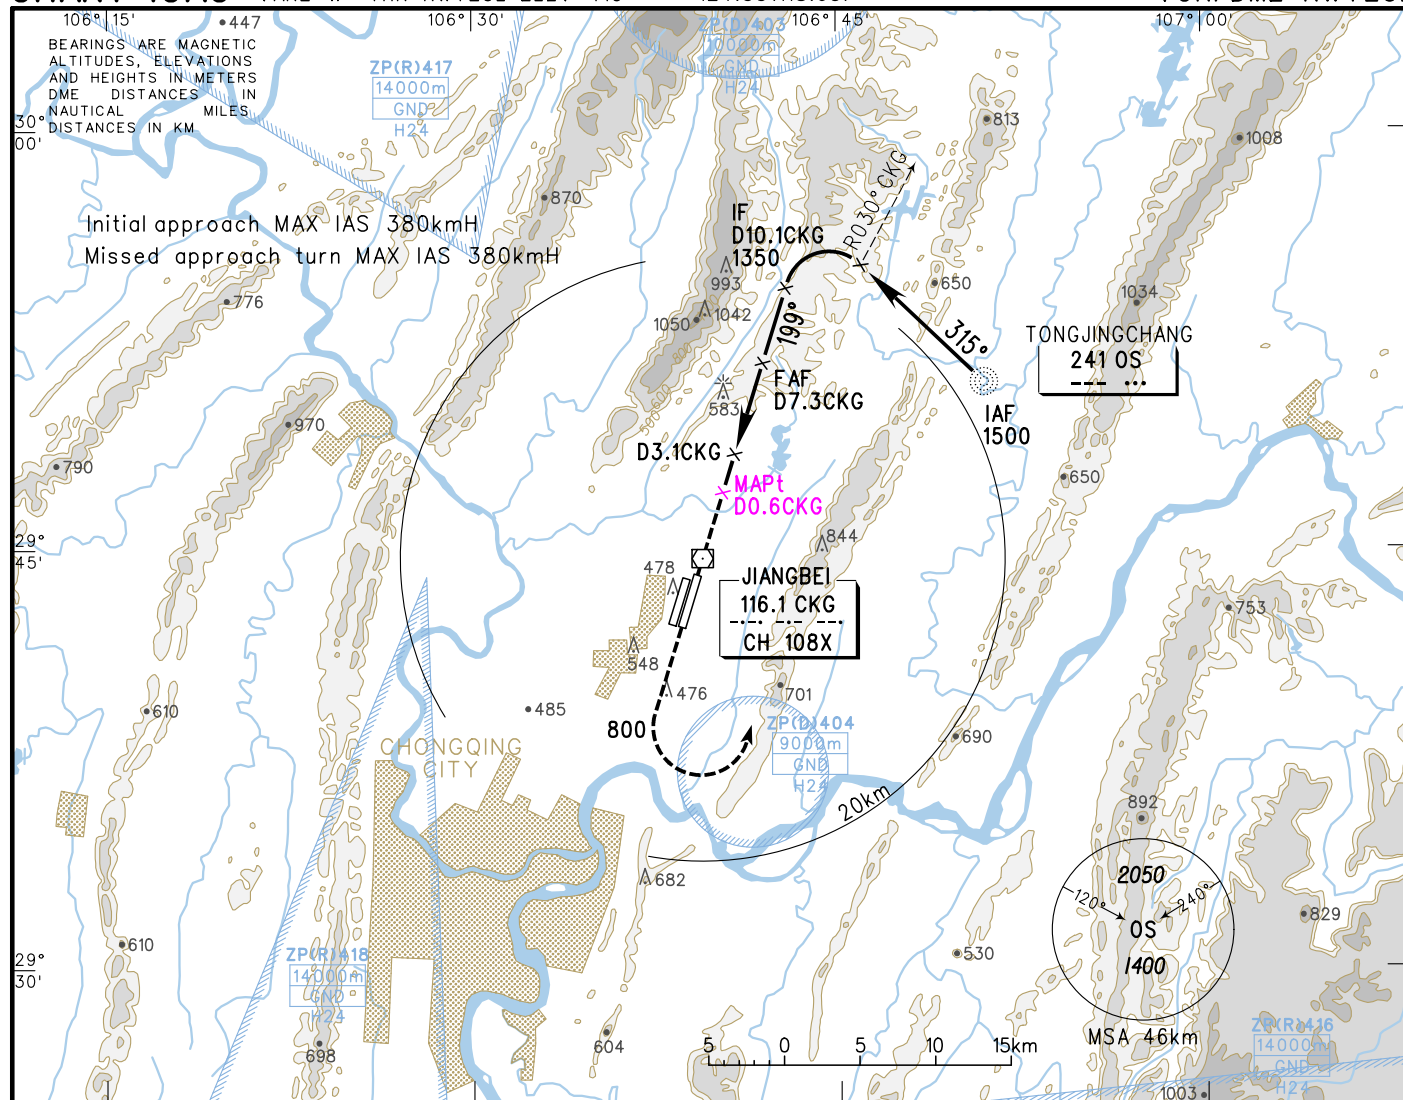 106° 15'
106° 30'
106° 45'
107° 00'
447
BEARINGS ARE MAGNETIC
ALTITUDES, ELEVATIONS
AND HEIGHTS IN METERS
DME DISTANCES IN
NAUTICAL MILES
DISTANCES IN KM
ZP(R)417
14000m
GND
H24
ZP(D)403
10000m
GND
H24
30°
00'
813
1008
870
R030° CKG
Initial approach MAX IAS 380kmH
Missed approach turn MAX IAS 380kmH
IF
D10.1CKG
1350
993
650
776
1034
1050
1042
800
199°
315°
TONGJINGCHANG
241 OS
FAF
D7.3CKG
583
IAF
1500
970
790
D3.1CKG
650
MAPt
D0.6CKG
844
29°
45'
478
JIANGBEI
116.1 CKG
CH 108X
753
548
476
701
610
485
800
ZP(D)404
9000m
GND
H24
690
CHONGQING
CITY
20km
892
682
2050
120°
240°
OS
1400
829
610
530
ZP(R)418
14000m
GND
H24
29°
30'
MSA 46km
ZP(R)416
14000m
GND
H24
698
604
5 0 5 10 15km
1003